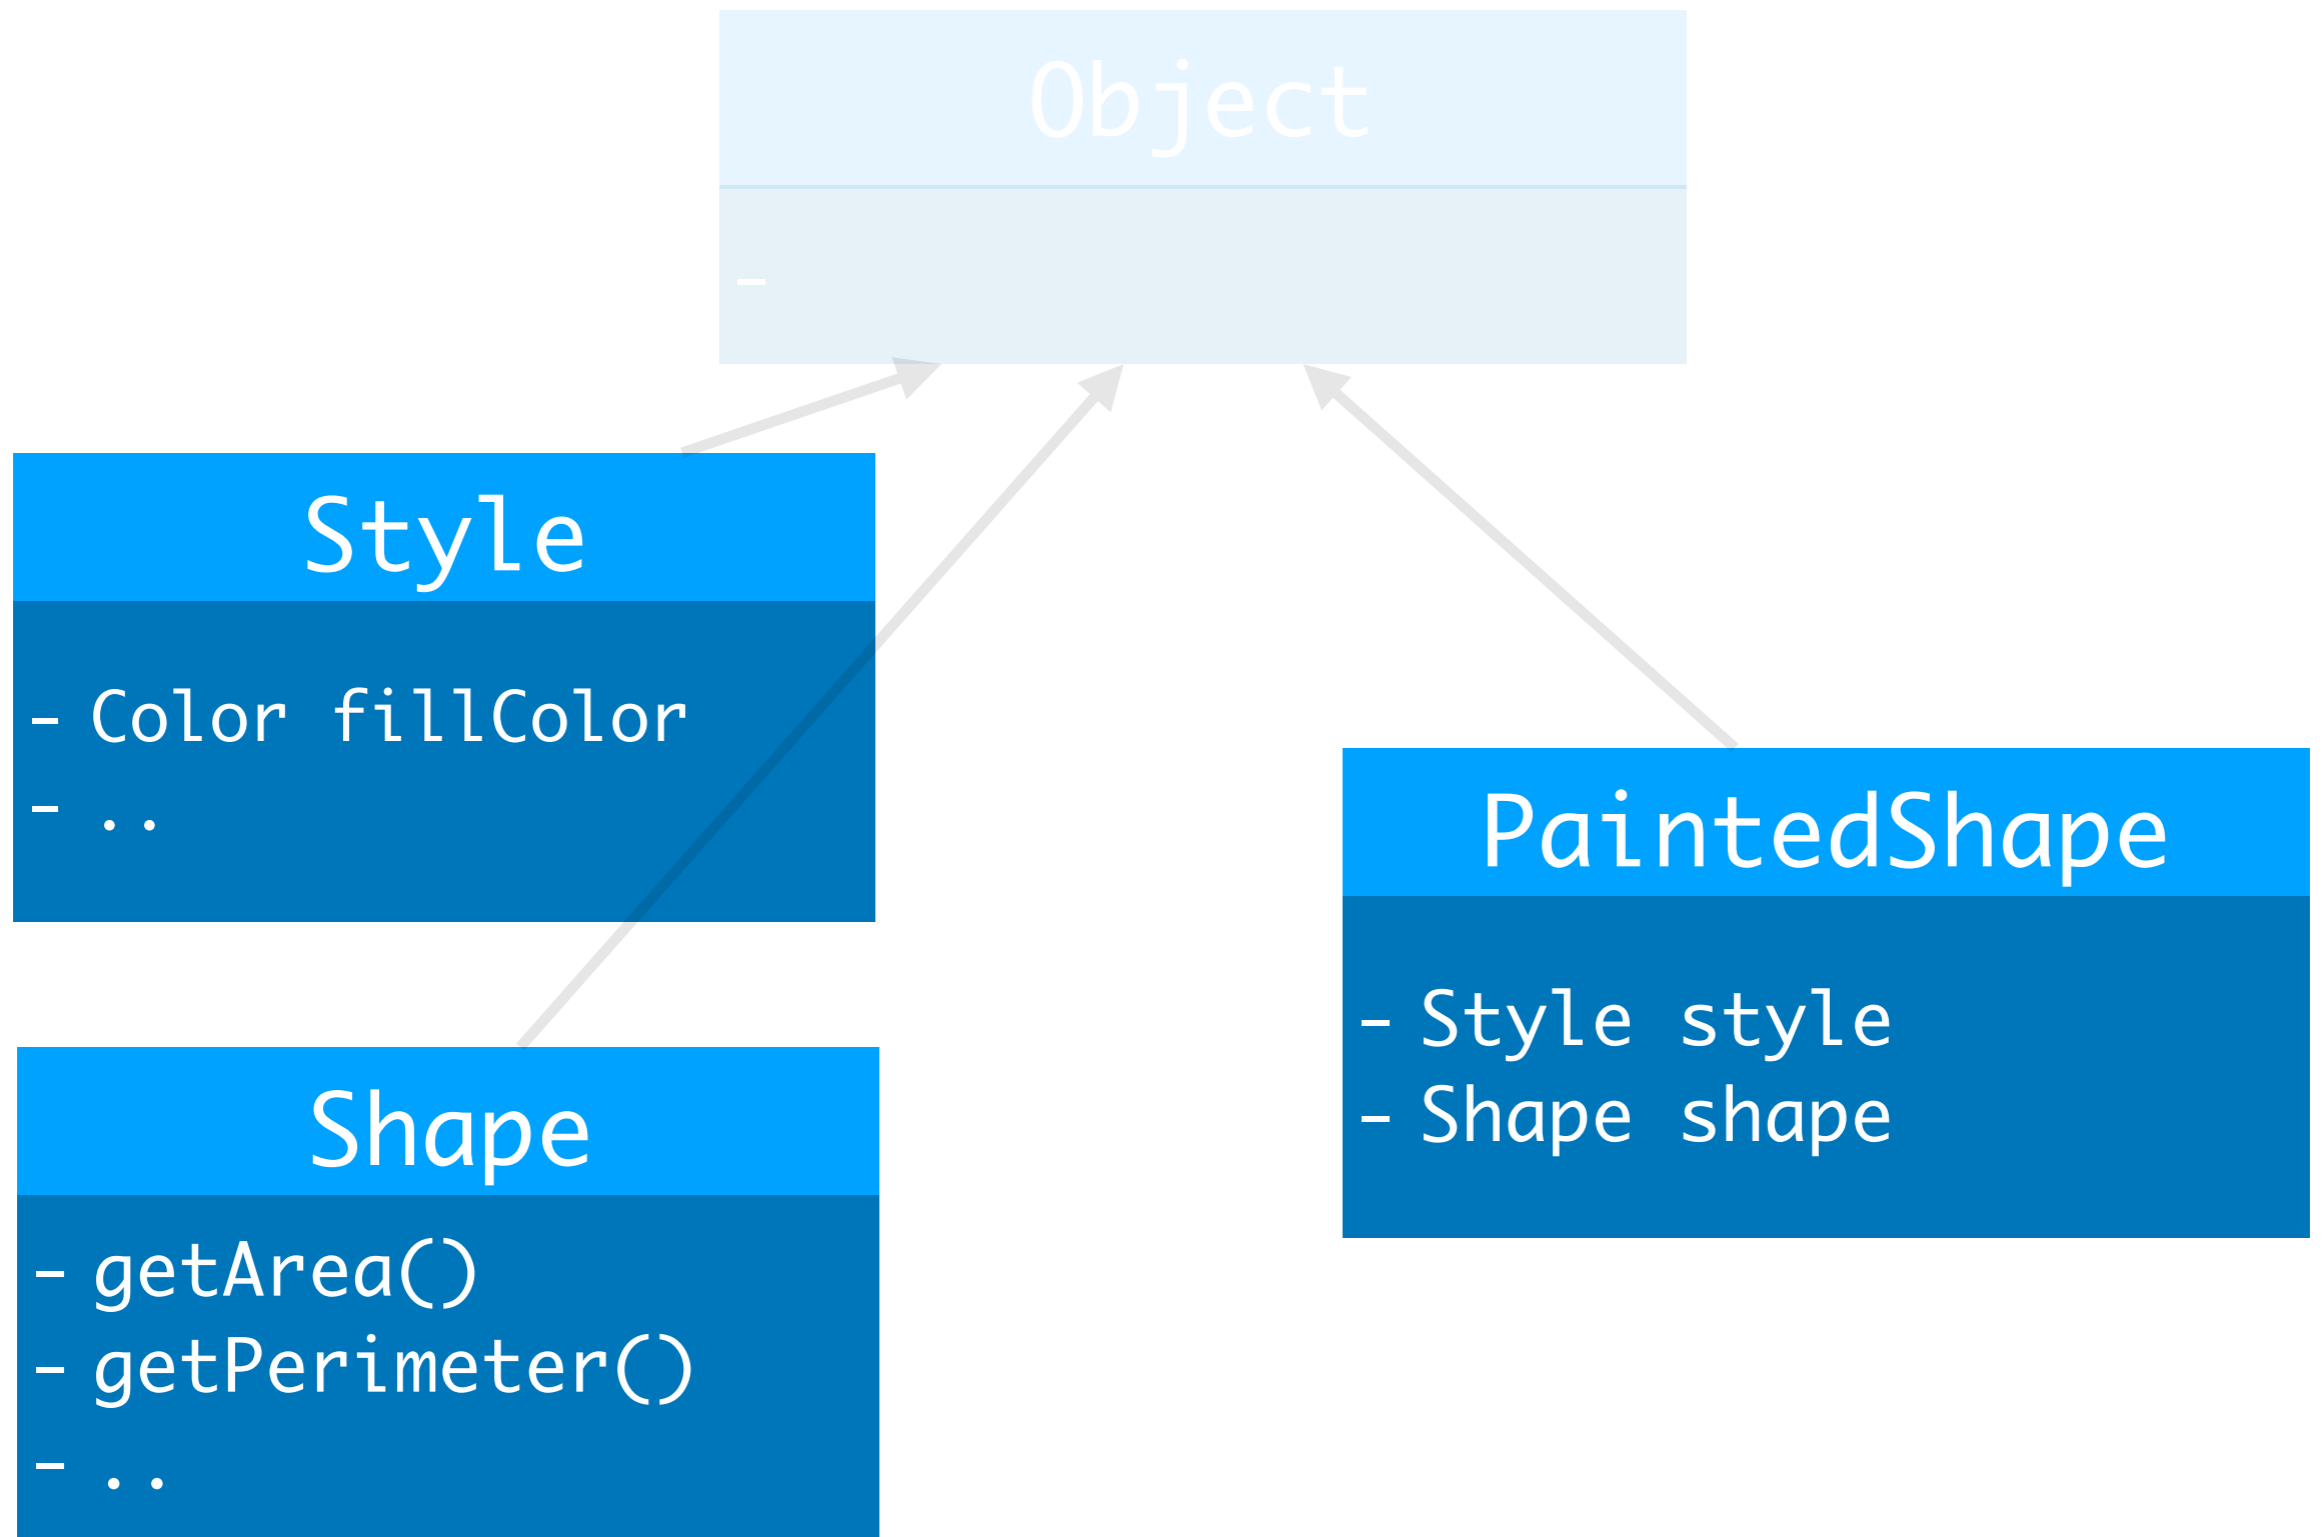 Object
-
Style
- Color fillColor
- ..
PaintedShape
- Style style
- Shape shape
Shape
- getArea()
- getPerimeter()
- ..